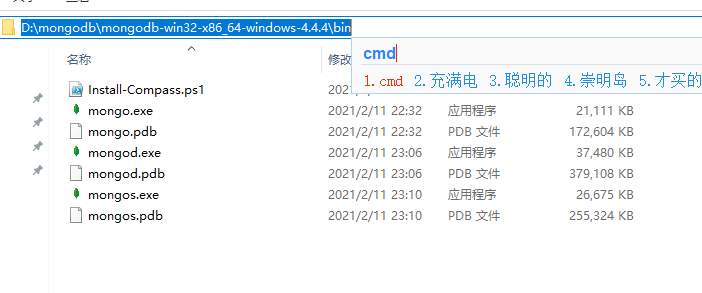 D:\mongodb\mongodb-win32-x86_64-windows-4.4.4\bin
cmd
1.cmd 2.充满电 3.聪明的 4.崇明岛 5.才买的
名称 修改
Install-Compass.ps1
mongo.exe 2021/2/11 22:32 应用程序 21,111 KB
mongo.pdb 2021/2/11 22:32 PDB 文件 172,604 KB
mongod.exe 2021/2/11 23:06 应用程序 37,480 KB
mongod.pdb 2021/2/11 23:06 PDB 文件 379,108 KB
mongos.exe 2021/2/11 23:10 应用程序 26,675 KB
mongos.pdb 2021/2/11 23:10 PDB 文件 255,324 KB